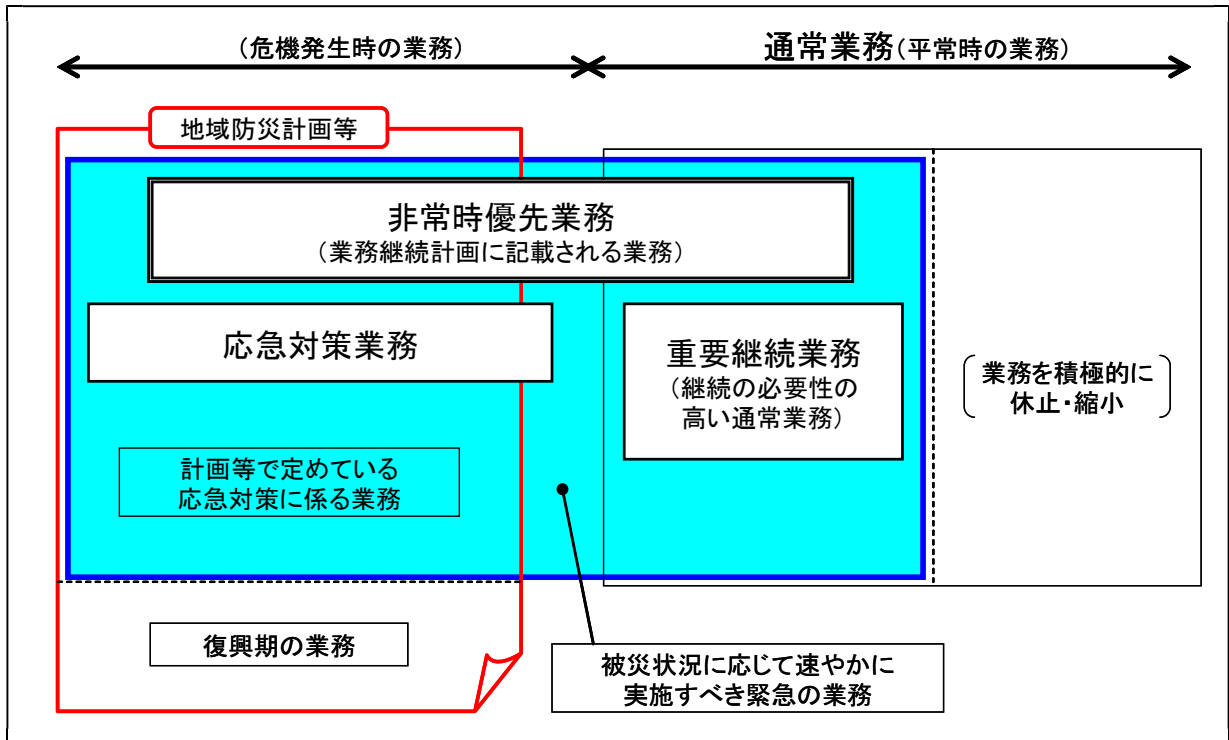 (危機発生時の業務)
通常業務(平常時の業務)
地域防災計画等
非常時優先業務
(業務継続計画に記載される業務)
応急対策業務
重要継続業務
(継続の必要性の
高い通常業務)
業務を積極的に
休止・縮小
計画等で定めている
応急対策に係る業務
復興期の業務
被災状況に応じて速やかに
実施すべき緊急の業務